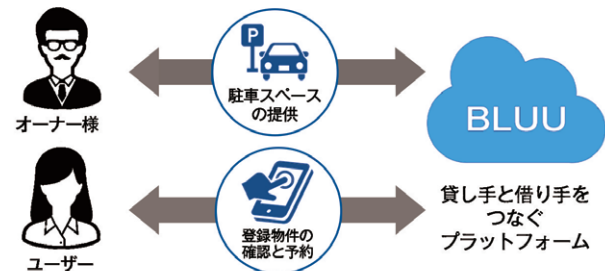 P
駐車スペース
の提供
オーナー様
BLUU
登録物件の
確認と予約
ユーザー
貸し手と借り手を
つなぐ
プラットフォーム